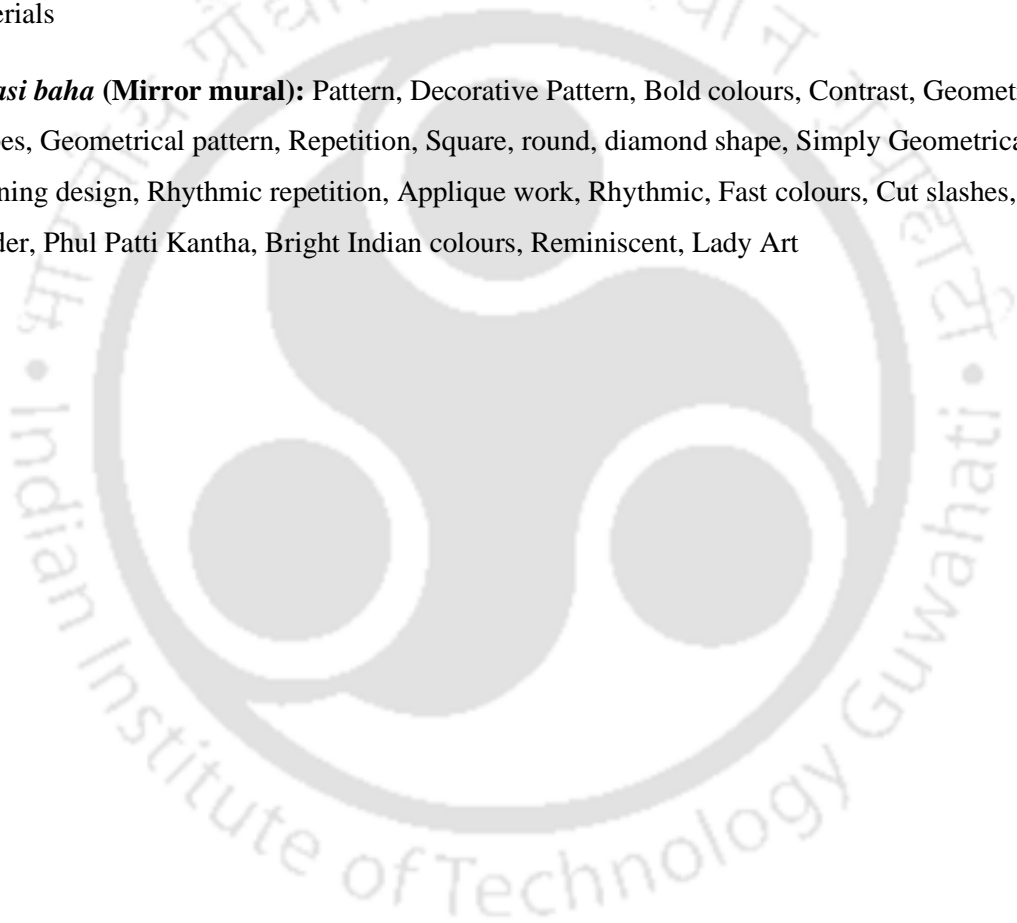 erials
asi baha (Mirror mural): Pattern, Decorative Pattern, Bold colours, Contrast, Geomet
es, Geometrical pattern, Repetition, Square, round, diamond shape, Simply Geometrica
ning design, Rhythmic repetition, Applique work, Rhythmic, Fast colours, Cut slashes,
der, Phul Patti Kantha, Bright Indian colours, Reminiscent, Lady Art
• Indian Institute of Technology Guwahati •